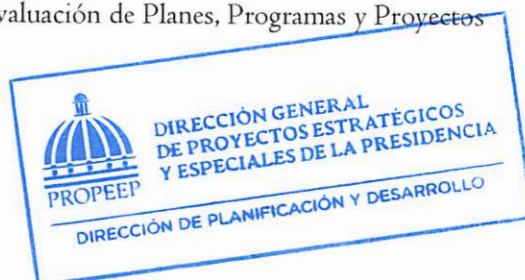 valuación de Planes, Programas y Proyectos
DIRECCIÓN GENERAL
DE PROYECTOS ESTRATÉGICOS
Y ESPECIALES DE LA PRESIDENCIA
PROPEEP
DIRECCIÓN DE PLANIFICACIÓN Y DESARROLLO